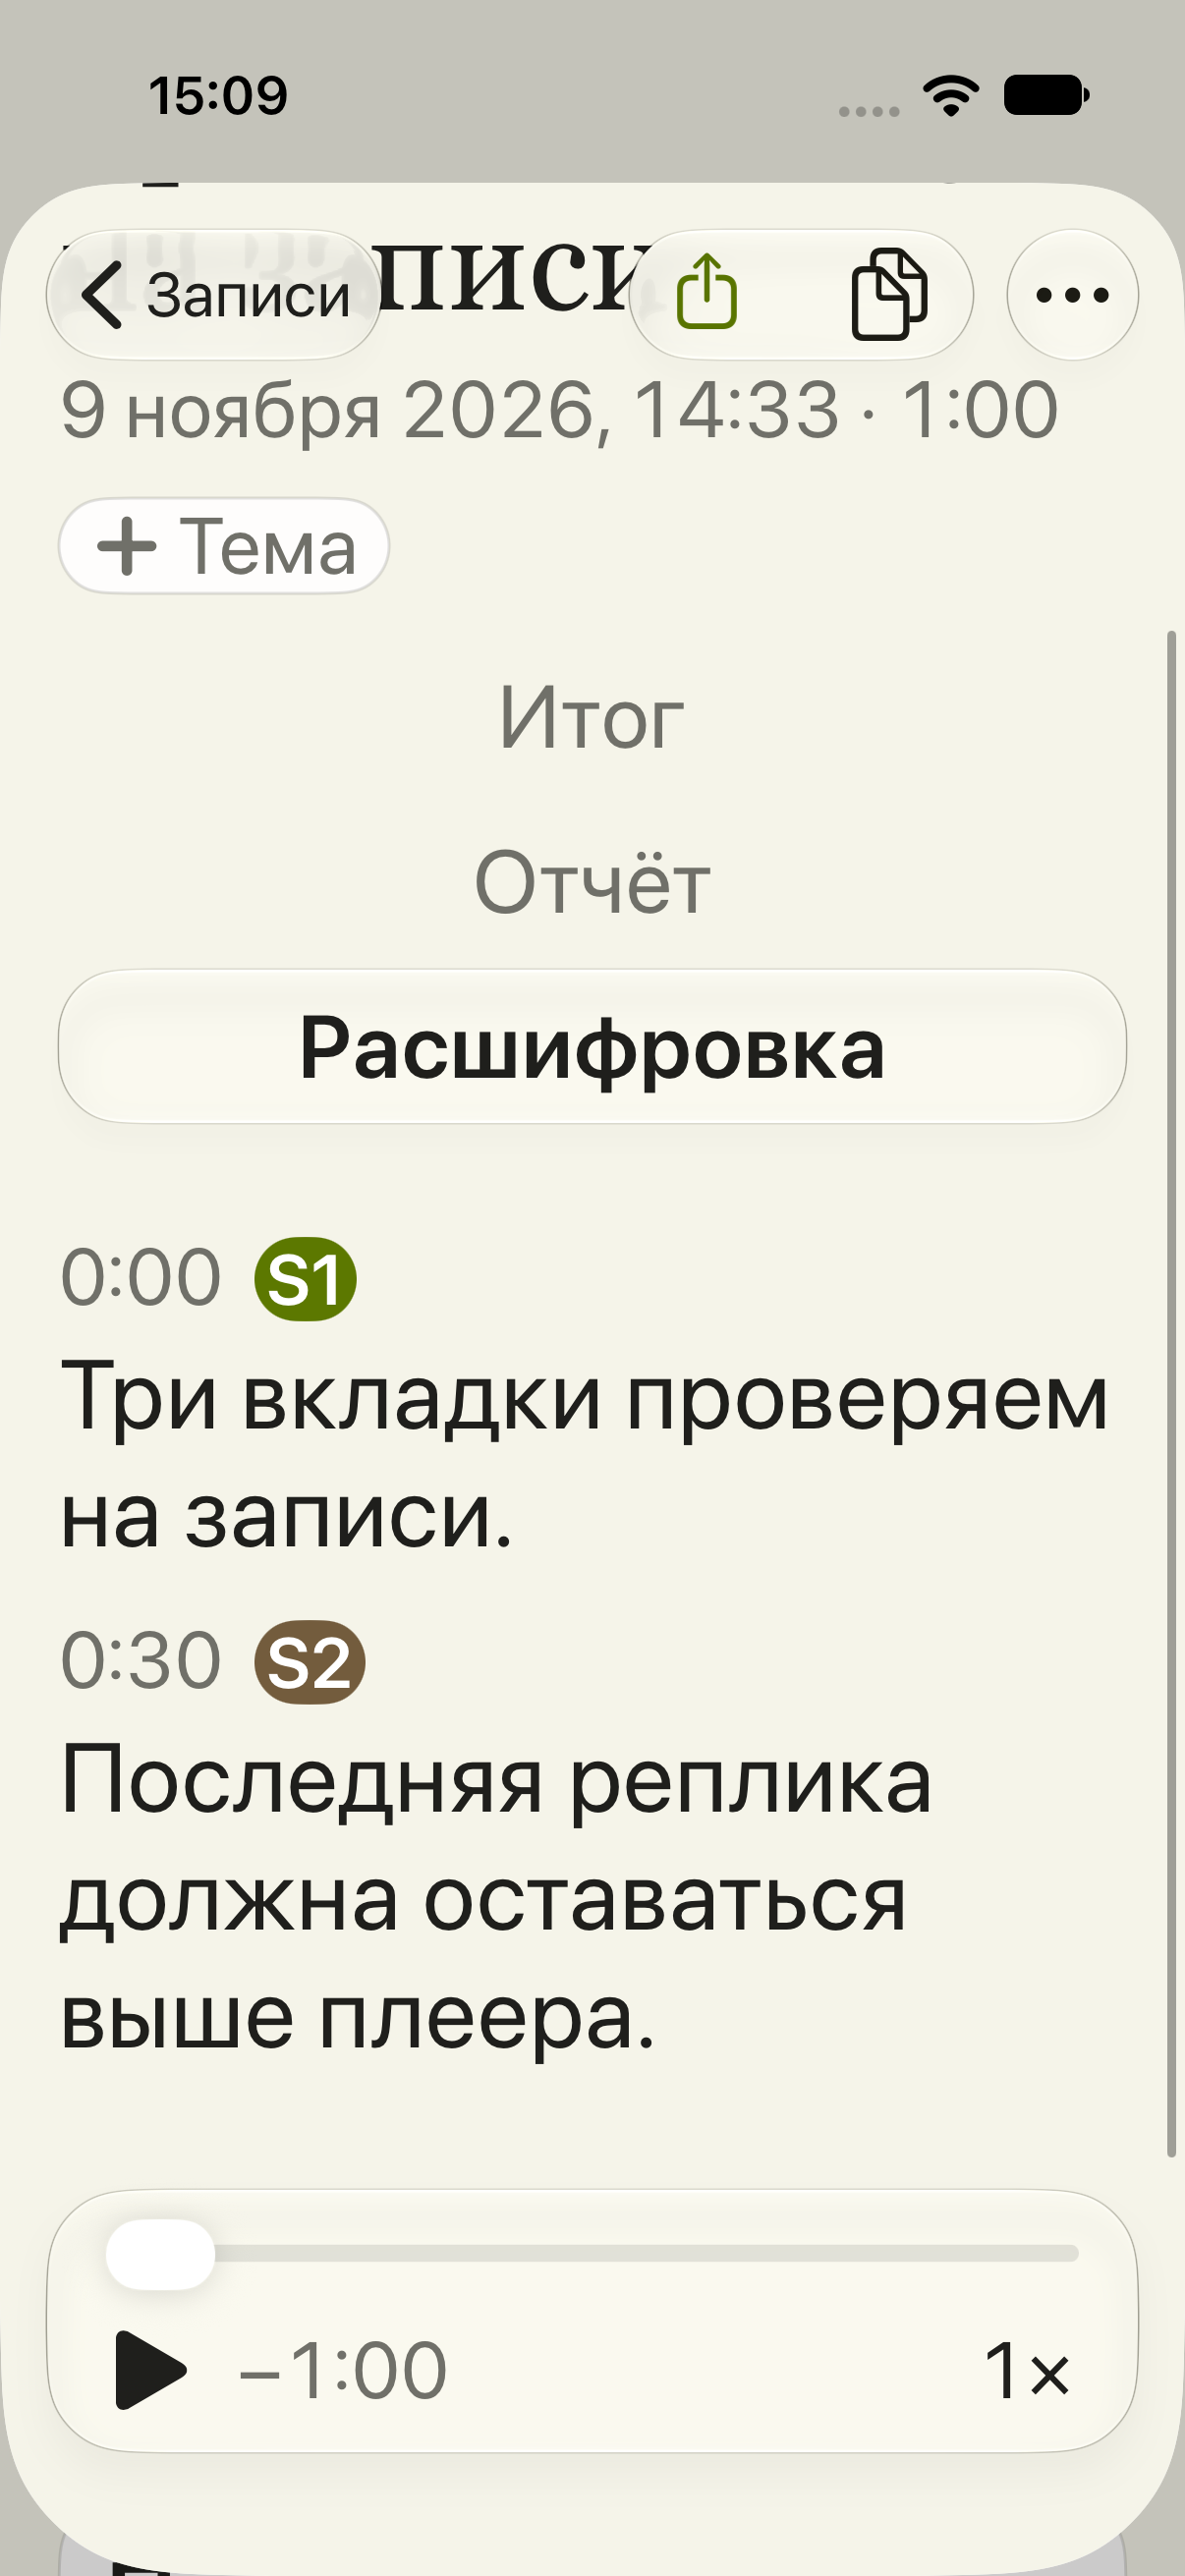 15:09
Записи
9 ноября 2026, 14:33 · 1:00
+ Тема
Итог
Отчёт
Расшифровка
0:00 S1
Три вкладки проверяем
на записи.
0:30 S2
Последняя реплика
должна оставаться
выше плеера.
–1:00 1×